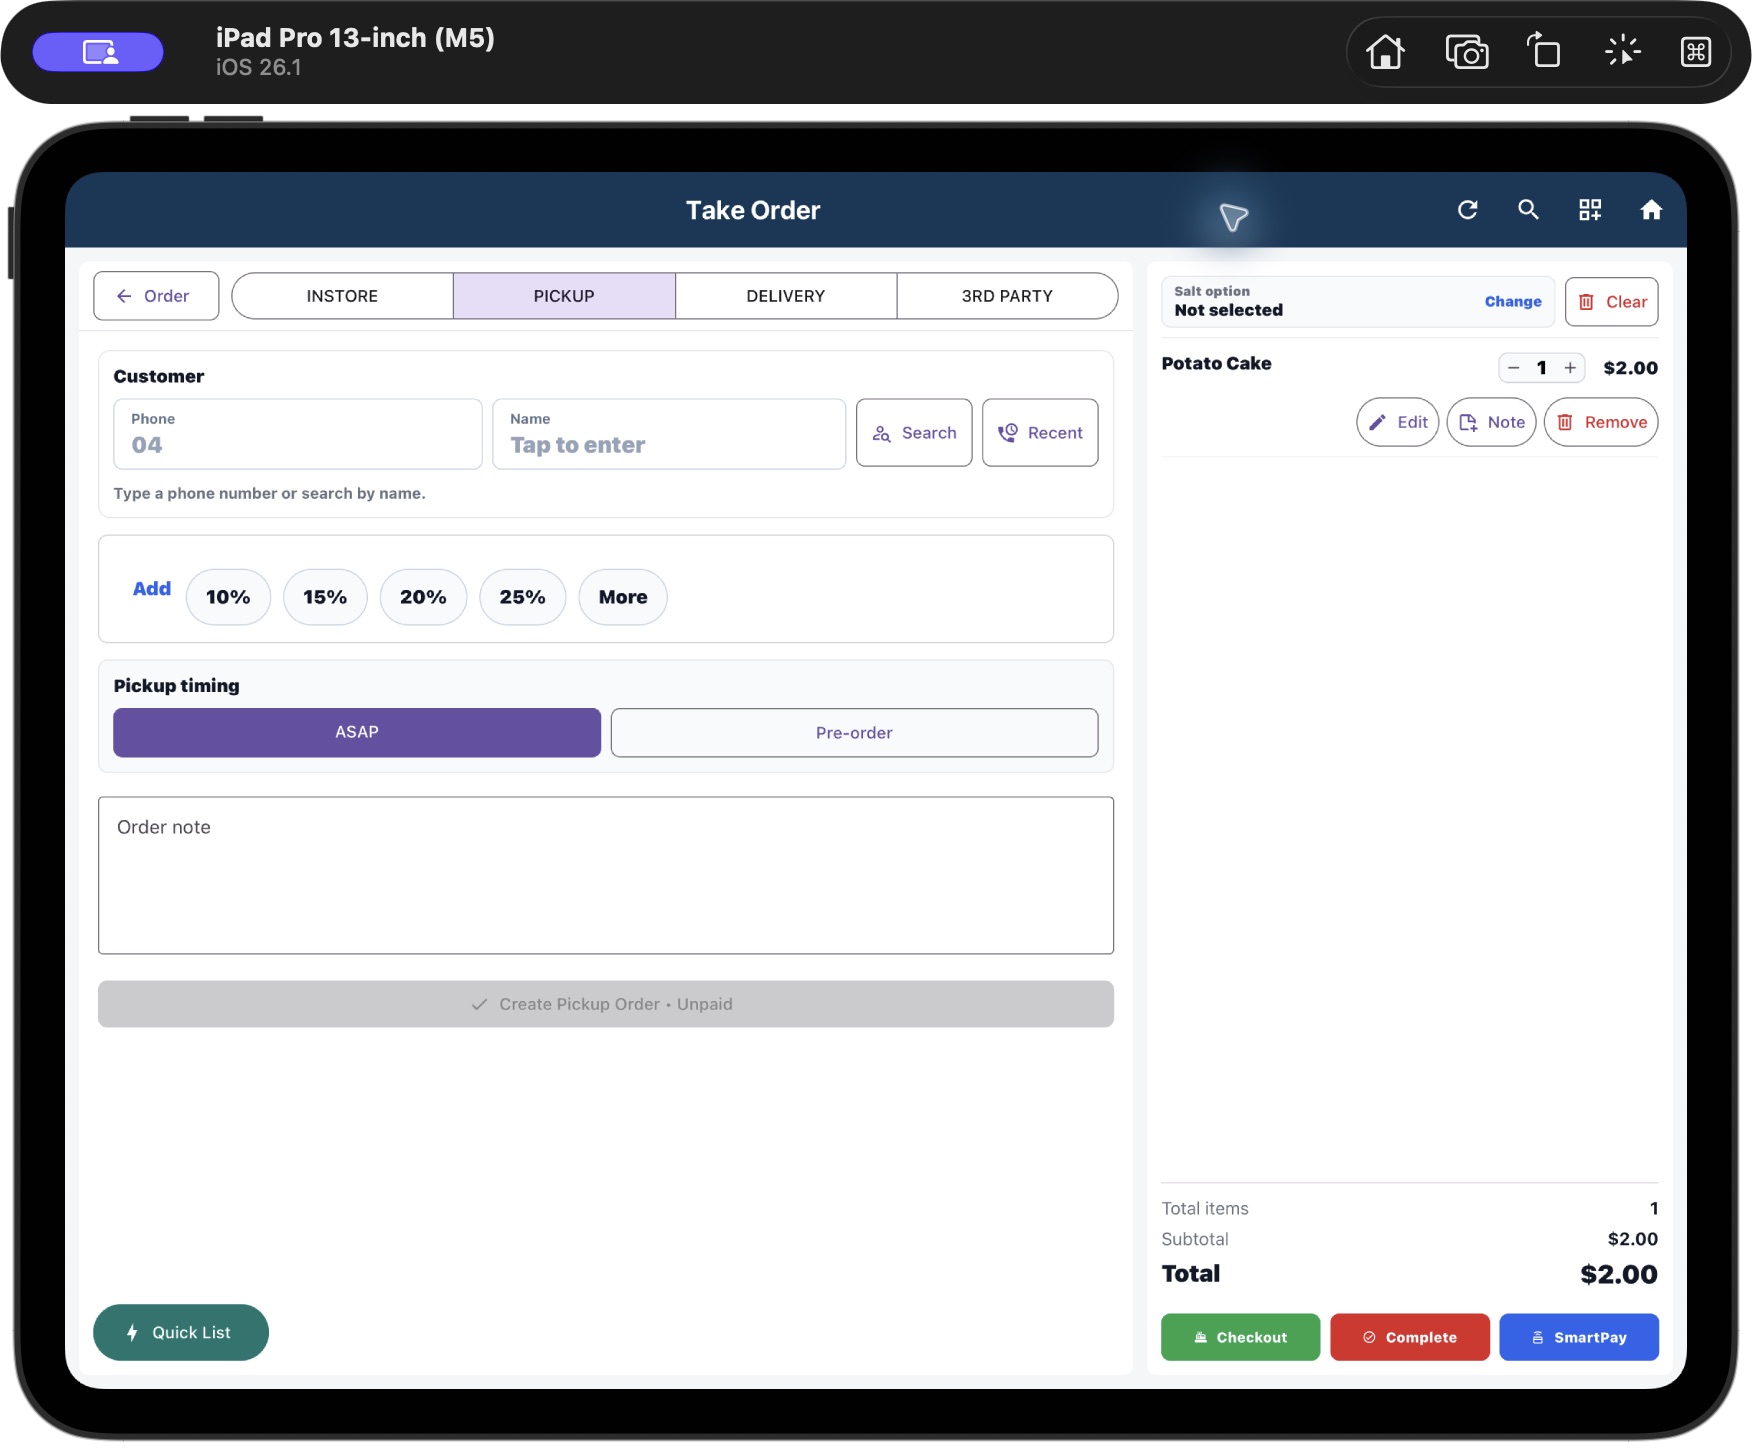 iPad Pro 13-inch (M5)
iOS 26.1
Take Order
Order
INSTORE
PICKUP
DELIVERY
3RD PARTY
Customer
Phone
04
Name
Tap to enter
Search
Recent
Type a phone number or search by name.
Add
10%
15%
20%
25%
More
Pickup timing
ASAP
Pre-order
Order note
Create Pickup Order • Unpaid
Quick List
Salt option
Not selected
Change
Clear
Potato Cake
− 1 + $2.00
Edit
Note
Remove
Total items 1
Subtotal $2.00
Total $2.00
Checkout
Complete
SmartPay